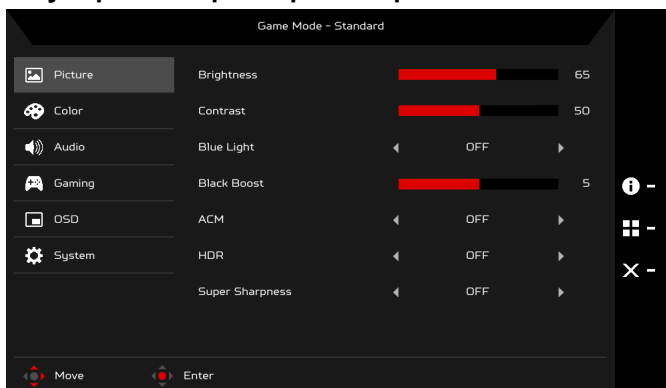 Game Mode - Standard
Picture
Brightness 65
Color
Contrast 50
Audio
Blue Light OFF
Gaming
Black Boost 5
OSD
ACM OFF
System
HDR OFF
Super Sharpness OFF
Move Enter